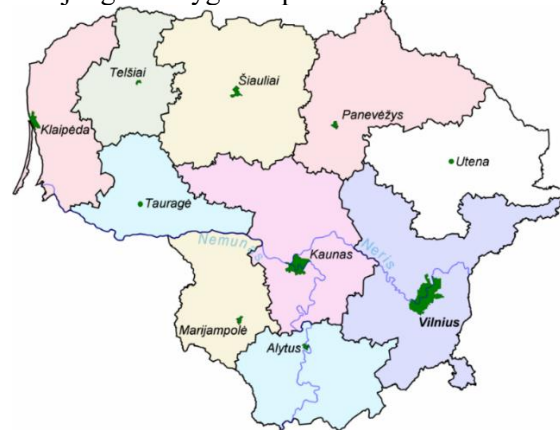 Telšiai
Šiauliai
Klaipėda
Panevėžys
Utena
Tauragė
Nemunas
Neris
Kaunas
Marijampolė
Vilnius
Alytus